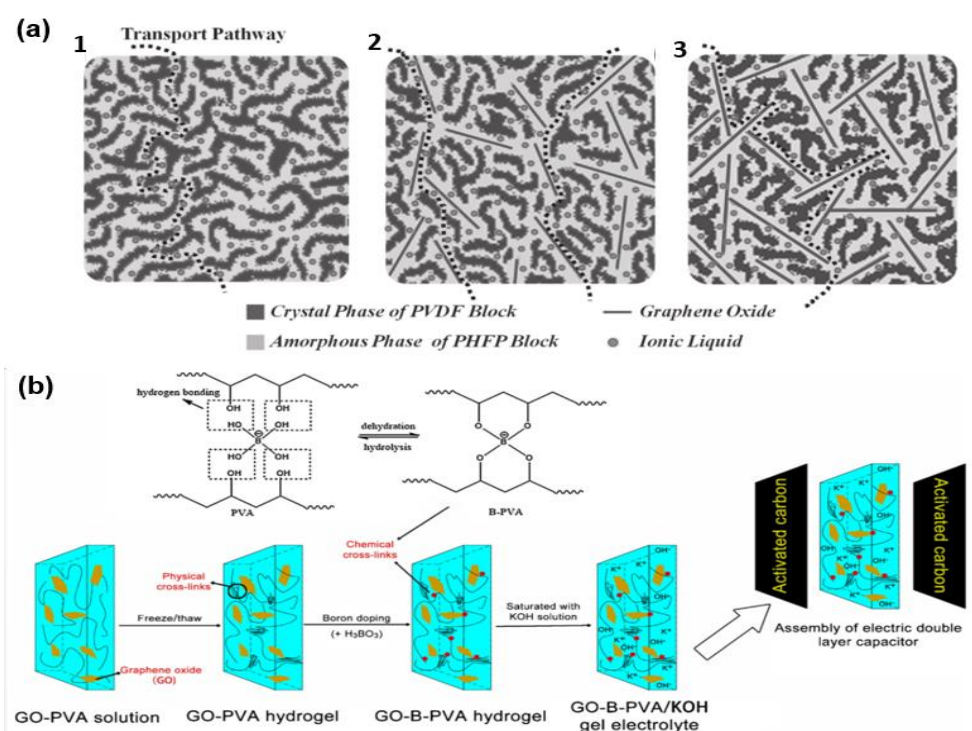 (a)
Transport Pathway
1
2
3
Crystal Phase of PVDF Block
Graphene Oxide
Amorphous Phase of PHFP Block
Ionic Liquid
(b)
hydrogen bonding
OH OH
HO OH
B
⊖
HO OH
OH OH
PVA
dehydration
hydrolysis
O O
⊖
B
O O
B-PVA
Chemical
cross-links
Physical
cross-links
Freeze/thaw
Boron doping
(+ H₃BO₃)
Saturated with
KOH solution
Graphene oxide
(GO)
K⁺
OH⁻
Activated carbon
K⁺
OH⁻
Activated carbon
Assembly of electric double
layer capacitor
GO-PVA solution
GO-PVA hydrogel
GO-B-PVA hydrogel
GO-B-PVA/KOH
gel electrolyte